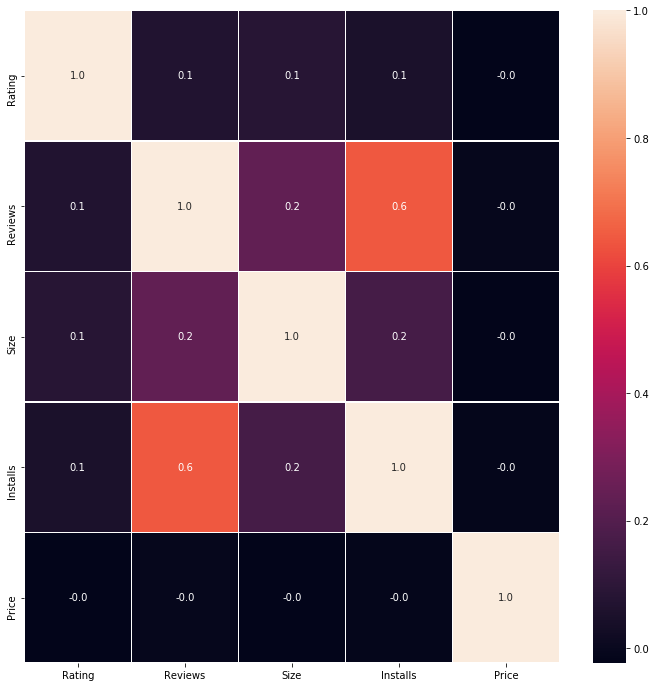 Rating 1.0 0.1 0.1 0.1 -0.0
Reviews 0.1 1.0 0.2 0.6 -0.0
Size 0.1 0.2 1.0 0.2 -0.0
Installs 0.1 0.6 0.2 1.0 -0.0
Price -0.0 -0.0 -0.0 -0.0 1.0
Rating Reviews Size Installs Price
1.0
0.8
0.6
0.4
0.2
0.0